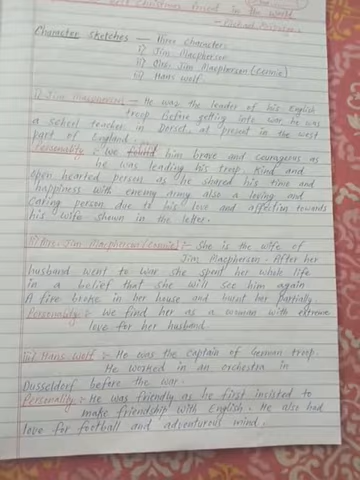 Best Christmas Present In the World
Character Sketches — Three Characters
i) Jim Macpherson
ii) Mrs. Jim Macpherson (Connie)
iii) Hans Wolf.
i) Jim Macpherson :- He was the leader of his English
troop. Before getting into war, he was
a school teacher in Dorset, at present in the west
part of England.
Personality :- We found him brave and courageous as
he was leading his troop. Kind and
open hearted person as he shared his time and
happiness with enemy army also a loving and
caring person due to his love and affection towards
his wife shown in the letter.
ii) Mrs. Jim Macpherson (Connie) :- She is the wife of
Jim Macpherson. After her
husband went to war she spent her whole life
in a belief that she will see him again
A fire broke in her house and burnt her partially.
Personality :- We find her as a woman with extreme
love for her husband.
iii) Hans Wolf :- He was the captain of German troop.
He worked in an orchestra in
Dusseldorf before the war.
Personality :- He was friendly as he first insisted to
make friendship with English. He also had
love for football and adventurous mind.